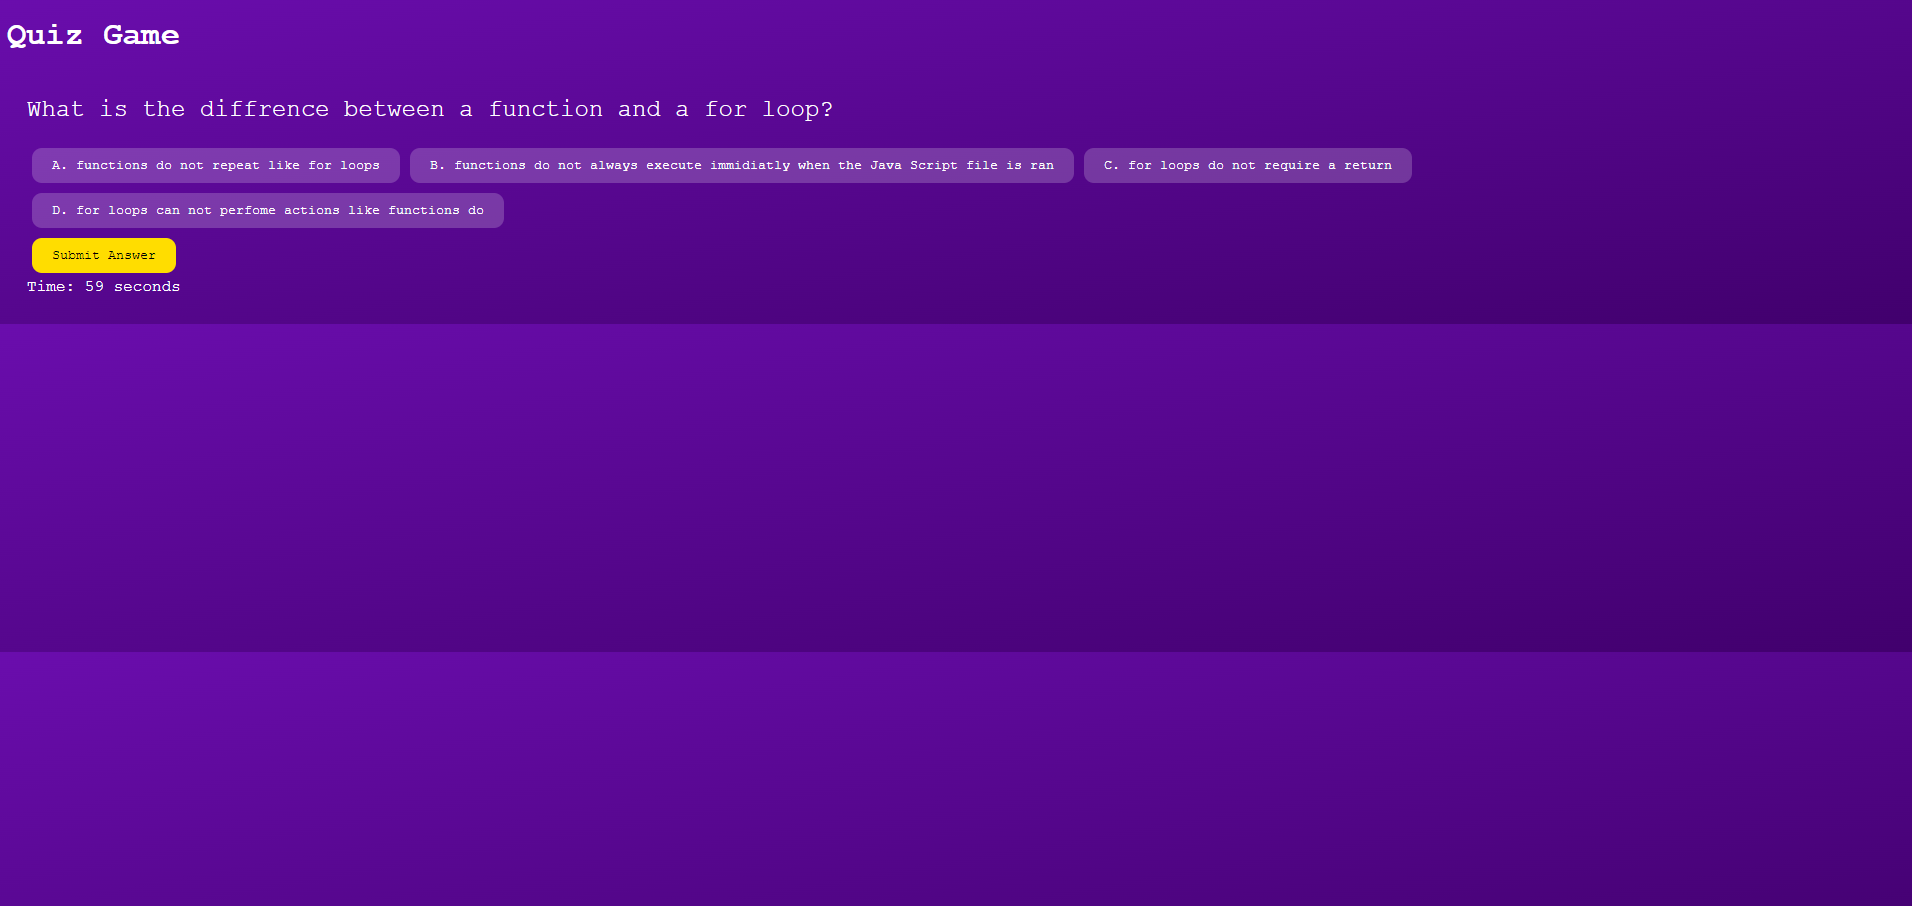 Quiz Game
What is the diffrence between a function and a for loop?
A. functions do not repeat like for loops
B. functions do not always execute immidiatly when the Java Script file is ran
C. for loops do not require a return
D. for loops can not perfome actions like functions do
Submit Answer
Time: 59 seconds